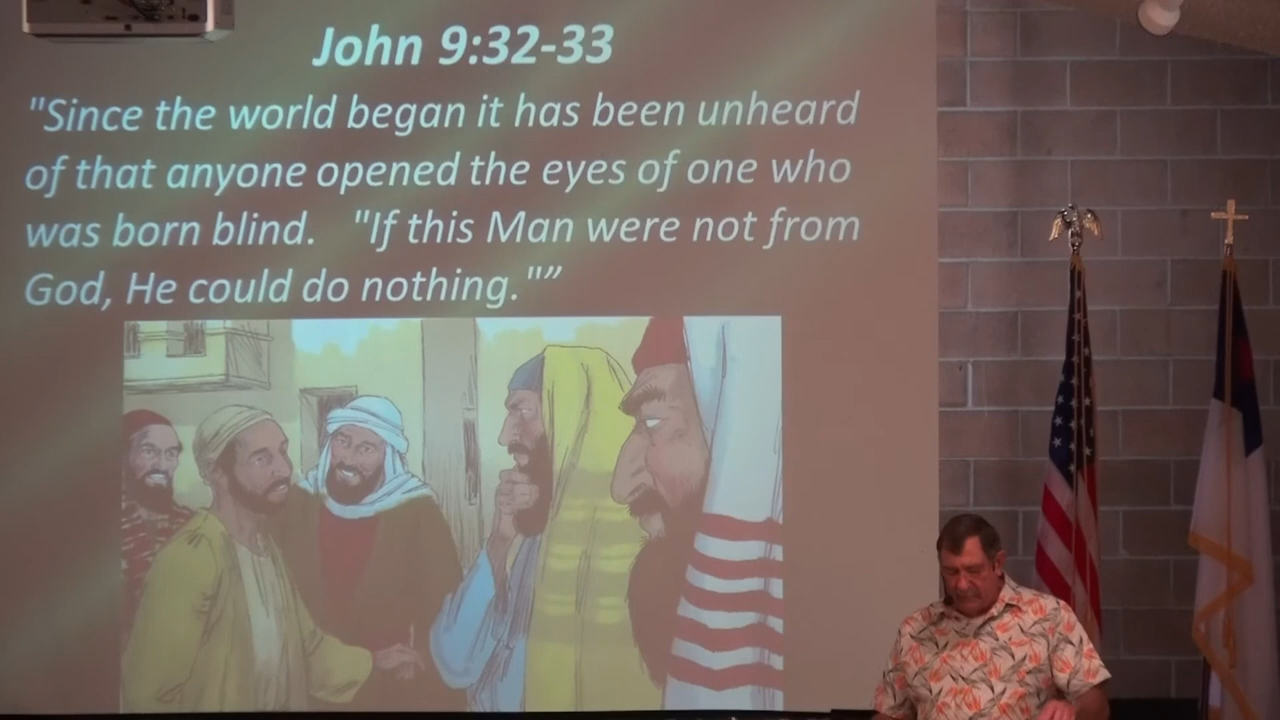 John 9:32-33
"Since the world began it has been unheard
of that anyone opened the eyes of one who
was born blind.   "If this Man were not from
God, He could do nothing."”